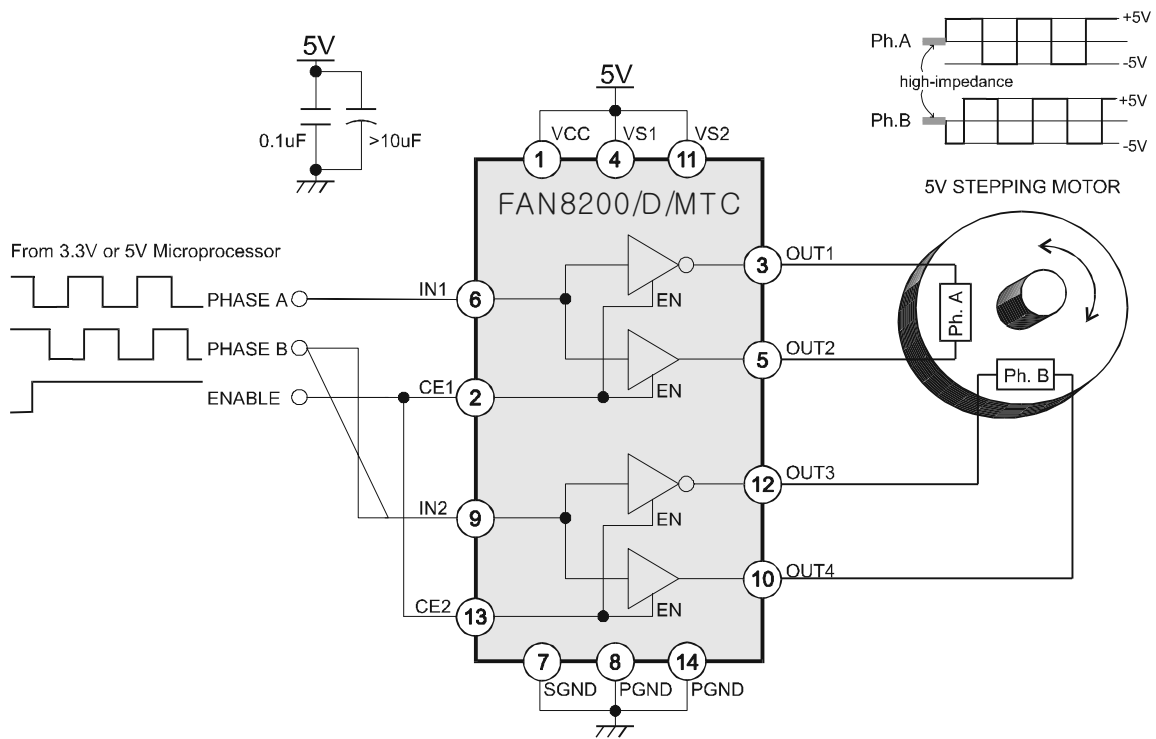 5V
0.1uF
>10uF
5V
VCC
VS1
VS2
1
4
11
FAN8200/D/MTC
Ph.A
+5V
-5V
high-impedance
Ph.B
+5V
-5V
5V STEPPING MOTOR
From 3.3V or 5V Microprocessor
PHASE A
IN1
6
EN
3
OUT1
PHASE B
5
OUT2
Ph. A
Ph. B
ENABLE
CE1
2
EN
IN2
9
EN
12
OUT3
10
OUT4
CE2
13
EN
7
8
14
SGND
PGND
PGND